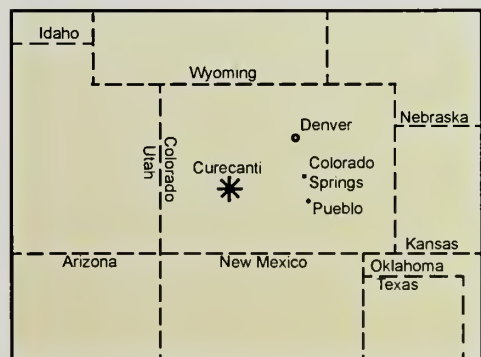 Idaho
Wyoming
Nebraska
Denver
Colorado
Utah
Curecanti
Colorado
Springs
Pueblo
Kansas
Arizona
New Mexico
Oklahoma
Texas